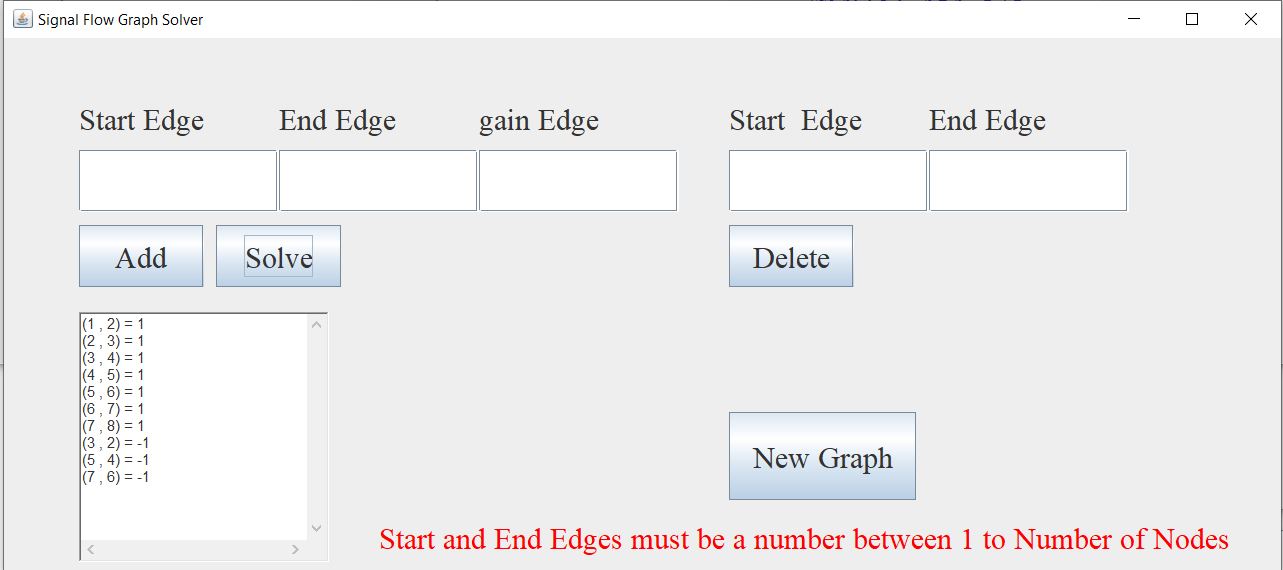 Signal Flow Graph Solver
Start Edge End Edge gain Edge Start  Edge End Edge
Add Solve Delete
(1 , 2) = 1
(2 , 3) = 1
(3 , 4) = 1
(4 , 5) = 1
(5 , 6) = 1
(6 , 7) = 1
(7 , 8) = 1
(3 , 2) = -1
(5 , 4) = -1
(7 , 6) = -1
New Graph
Start and End Edges must be a number between 1 to Number of Nodes